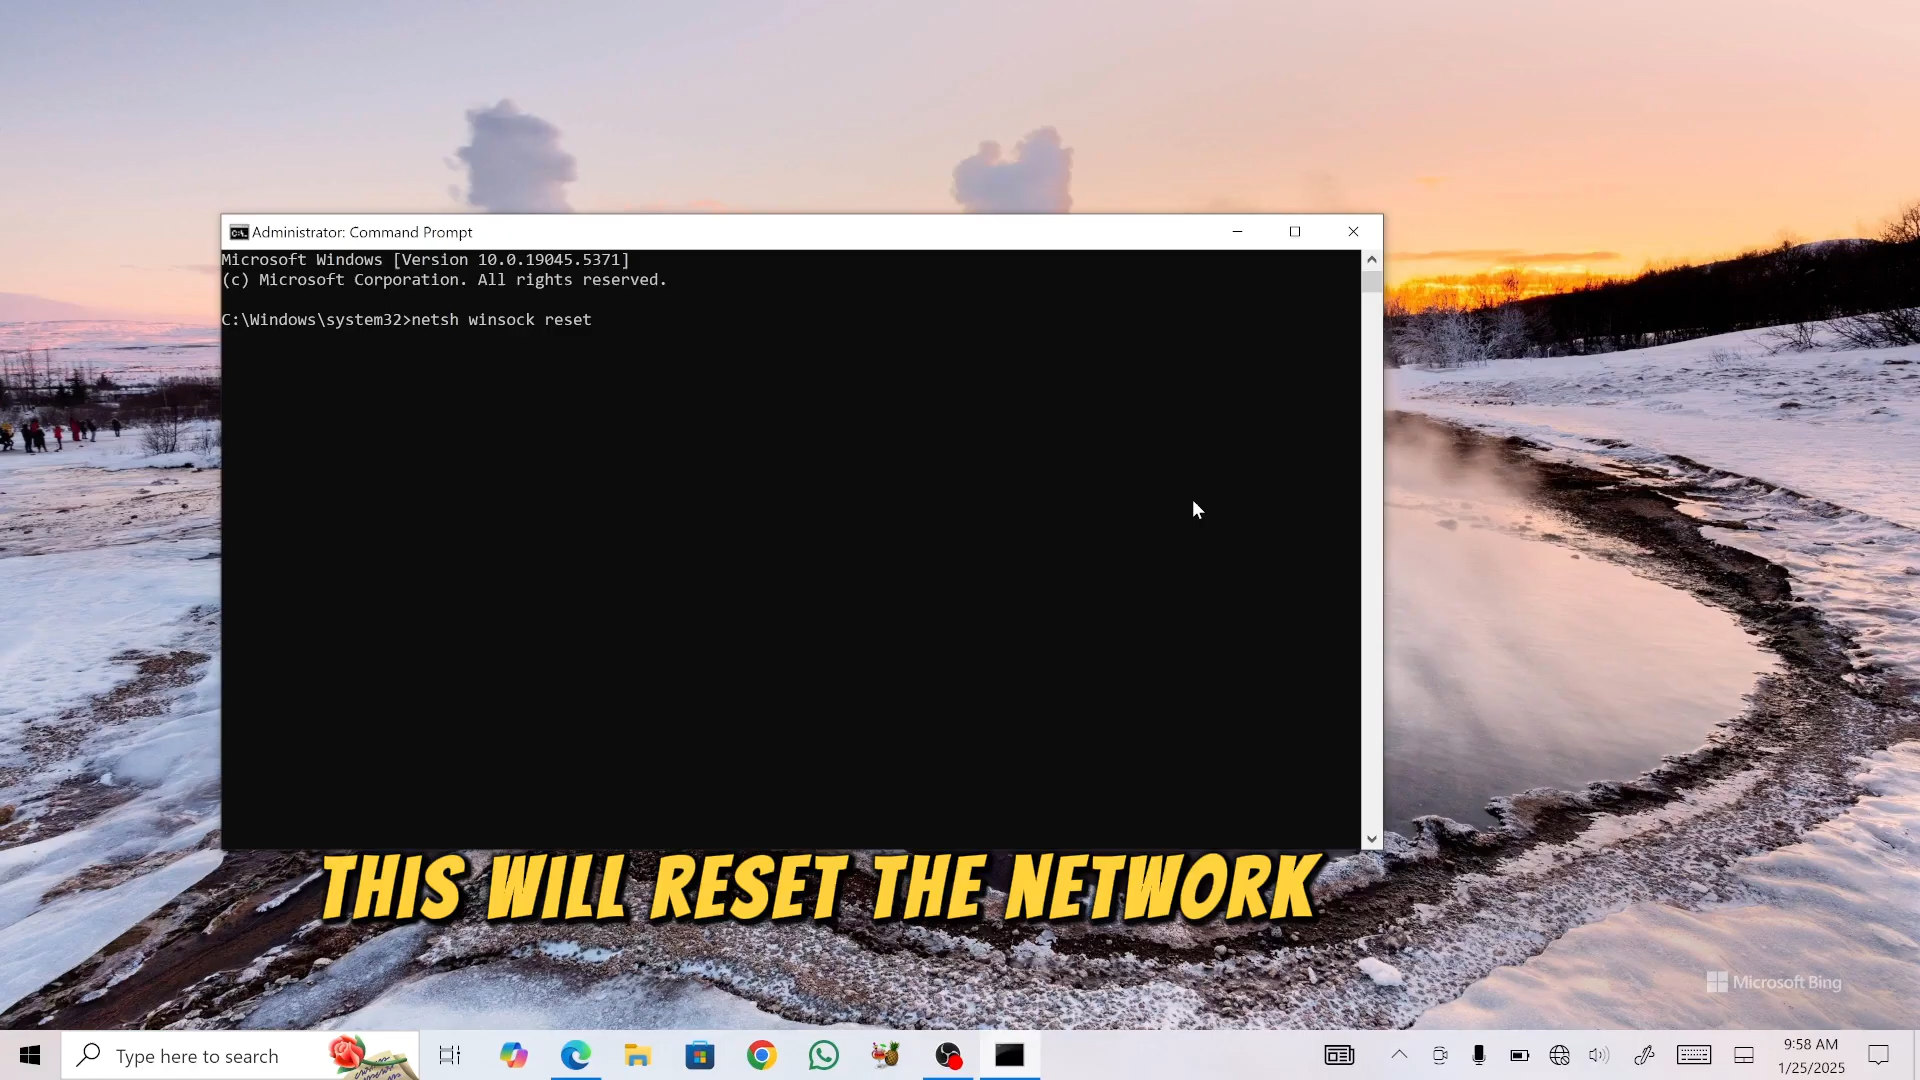 Administrator: Command Prompt
Microsoft Windows [Version 10.0.19045.5371]
(c) Microsoft Corporation. All rights reserved.
C:\Windows\system32>netsh winsock reset
THIS WILL RESET THE NETWORK
Microsoft Bing
Type here to search
9:58 AM
1/25/2025